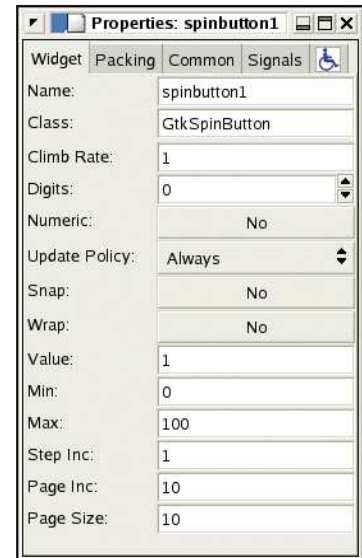 Properties: spinbutton1
Widget Packing Common Signals
Name: spinbutton1
Class: GtkSpinButton
Climb Rate: 1
Digits: 0
Numeric: No
Update Policy: Always
Snap: No
Wrap: No
Value: 1
Min: 0
Max: 100
Step Inc: 1
Page Inc: 10
Page Size: 10